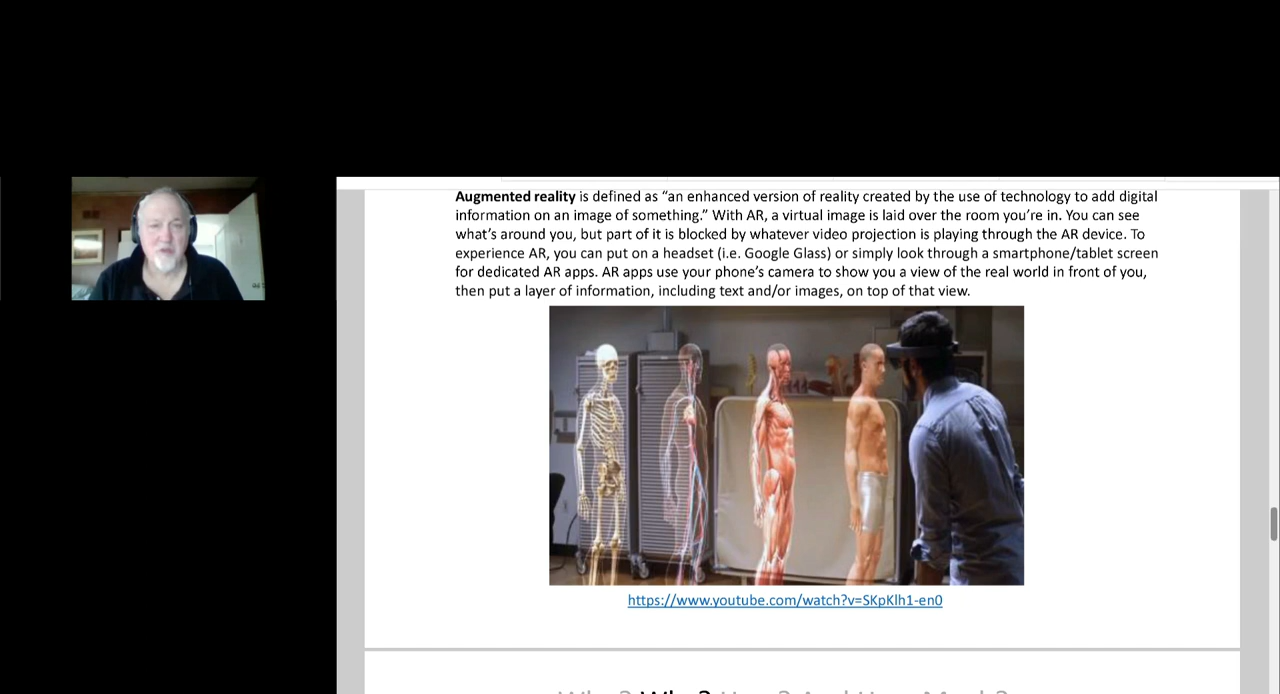 Augmented reality is defined as “an enhanced version of reality created by the use of technology to add digital
information on an image of something.” With AR, a virtual image is laid over the room you’re in. You can see
what’s around you, but part of it is blocked by whatever video projection is playing through the AR device. To
experience AR, you can put on a headset (i.e. Google Glass) or simply look through a smartphone/tablet screen
for dedicated AR apps. AR apps use your phone’s camera to show you a view of the real world in front of you,
then put a layer of information, including text and/or images, on top of that view.
https://www.youtube.com/watch?v=SKpKlh1-en0